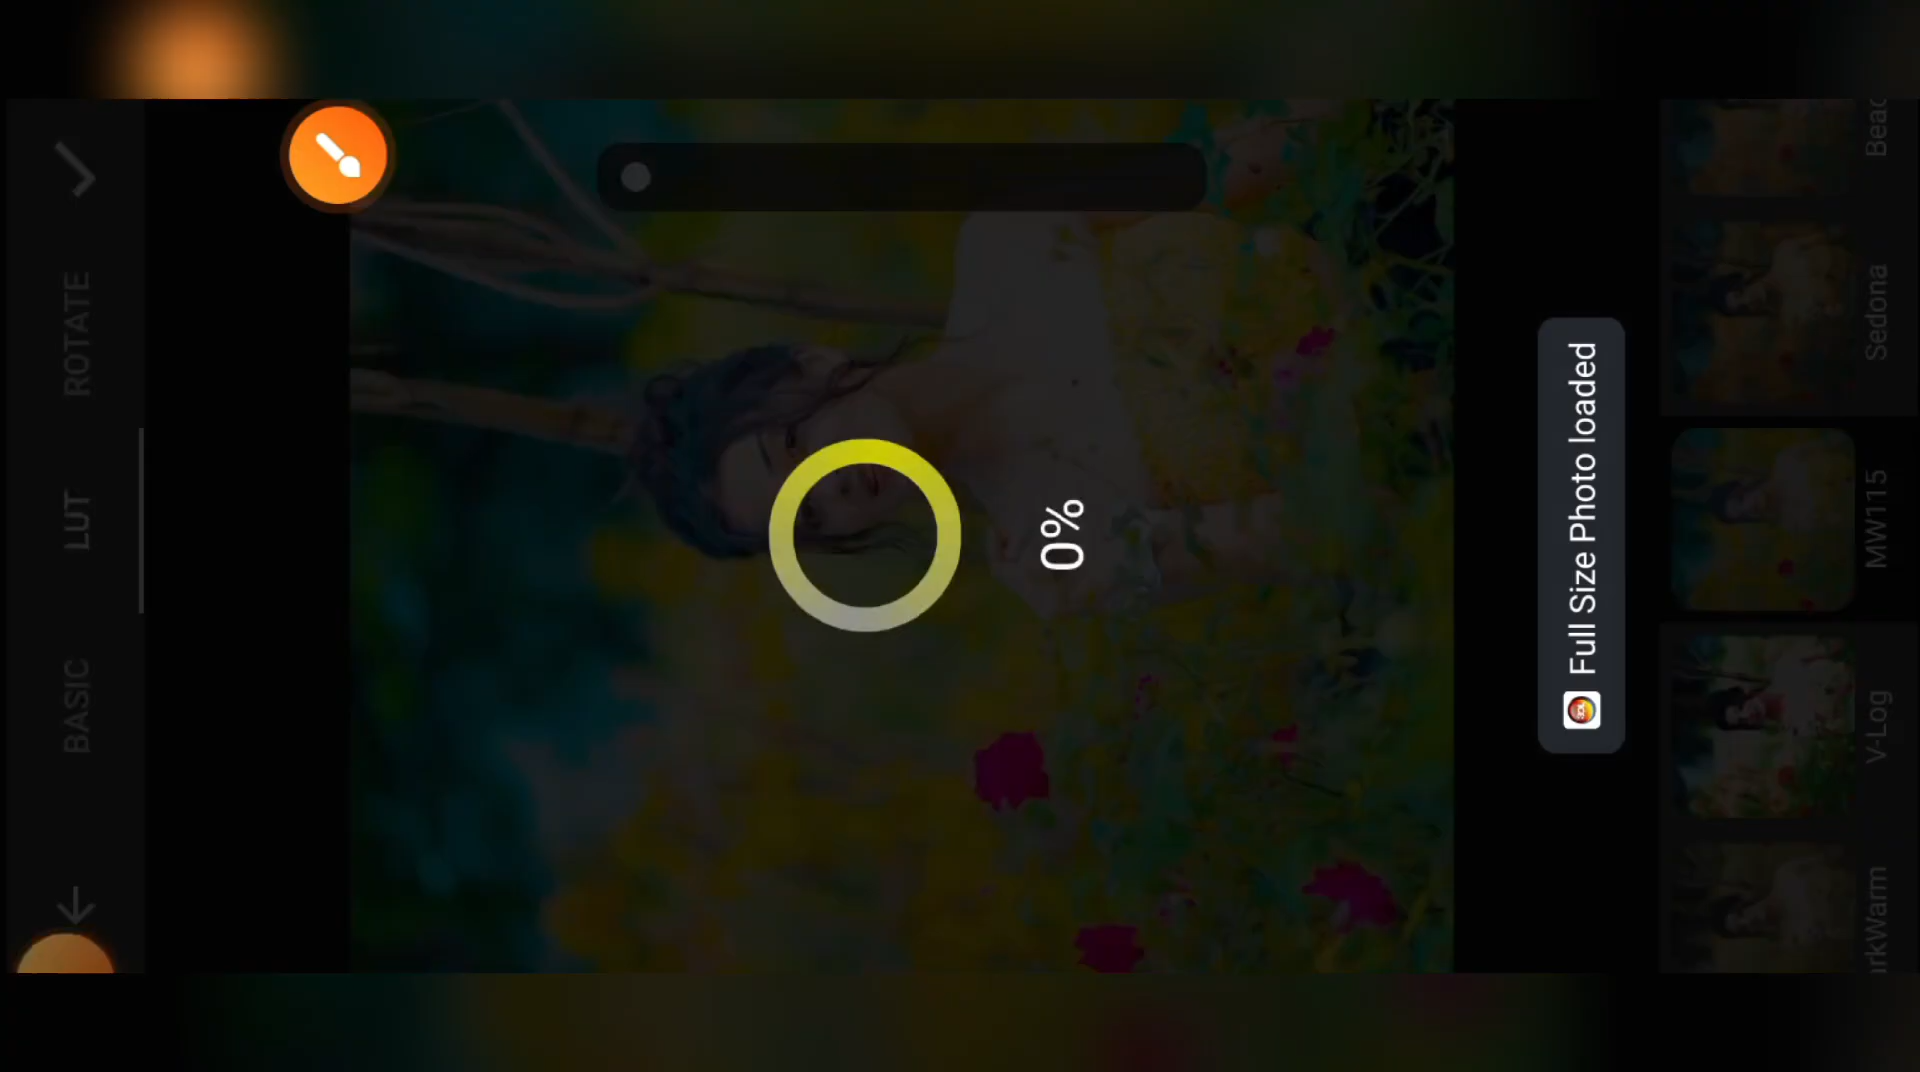 BASIC
LUT
ROTATE
0%
Full Size Photo loaded
V-Log
MW115
Sedona